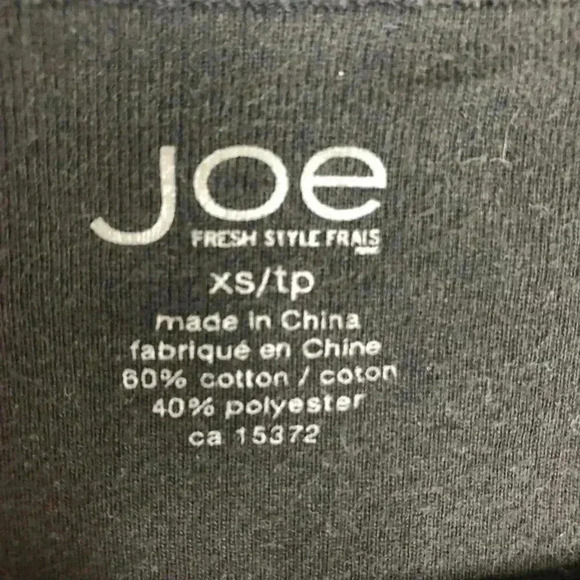 Joe
FRESH STYLE FRAIS
xs/tp
made in China
fabriqué en Chine
60% cotton / coton
40% polyester
ca 15372